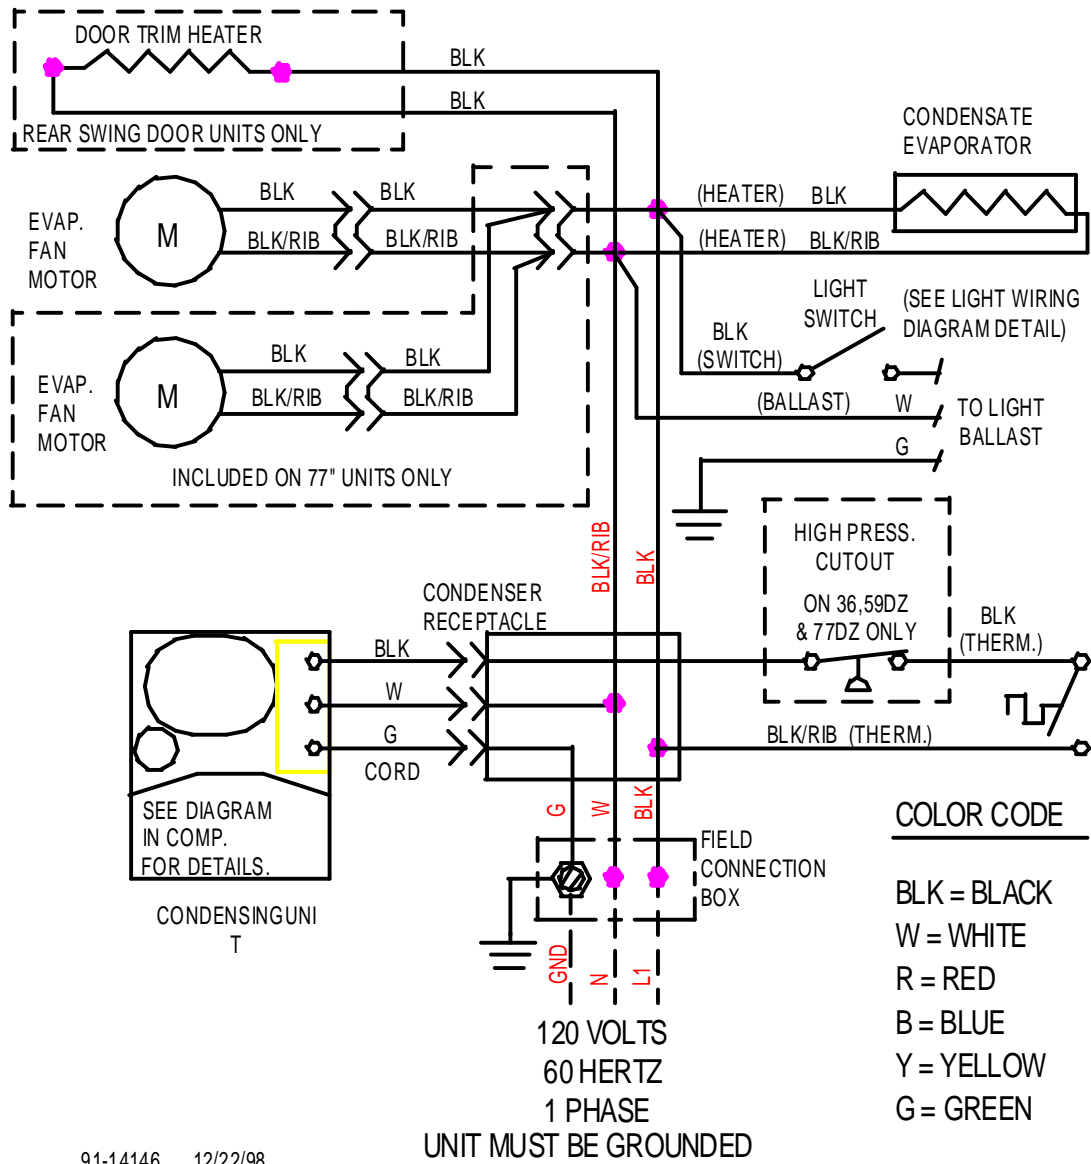 DOOR TRIM HEATER
BLK
BLK
REAR SWING DOOR UNITS ONLY
CONDENSATE
EVAPORATOR
BLK
BLK
(HEATER)
BLK
EVAP.
FAN
MOTOR
M
BLK/RIB
BLK/RIB
(HEATER)
BLK/RIB
LIGHT
SWITCH
(SEE LIGHT WIRING
DIAGRAM DETAIL)
BLK
(SWITCH)
BLK
BLK
EVAP.
FAN
MOTOR
M
BLK/RIB
BLK/RIB
(BALLAST)
W
TO LIGHT
BALLAST
G
INCLUDED ON 77" UNITS ONLY
HIGH PRESS.
CUTOUT
ON 36,59DZ
& 77DZ ONLY
BLK/RIB
BLK
CONDENSER
RECEPTACLE
BLK
(THERM.)
BLK
W
G
CORD
BLK/RIB (THERM.)
SEE DIAGRAM
IN COMP.
FOR DETAILS.
CONDENSINGUNI
T
G
W
BLK
FIELD
CONNECTION
BOX
GND
N
L1
120 VOLTS
60 HERTZ
1 PHASE
UNIT MUST BE GROUNDED
COLOR CODE
BLK = BLACK
W = WHITE
R = RED
B = BLUE
Y = YELLOW
G = GREEN
91-14146 12/22/98